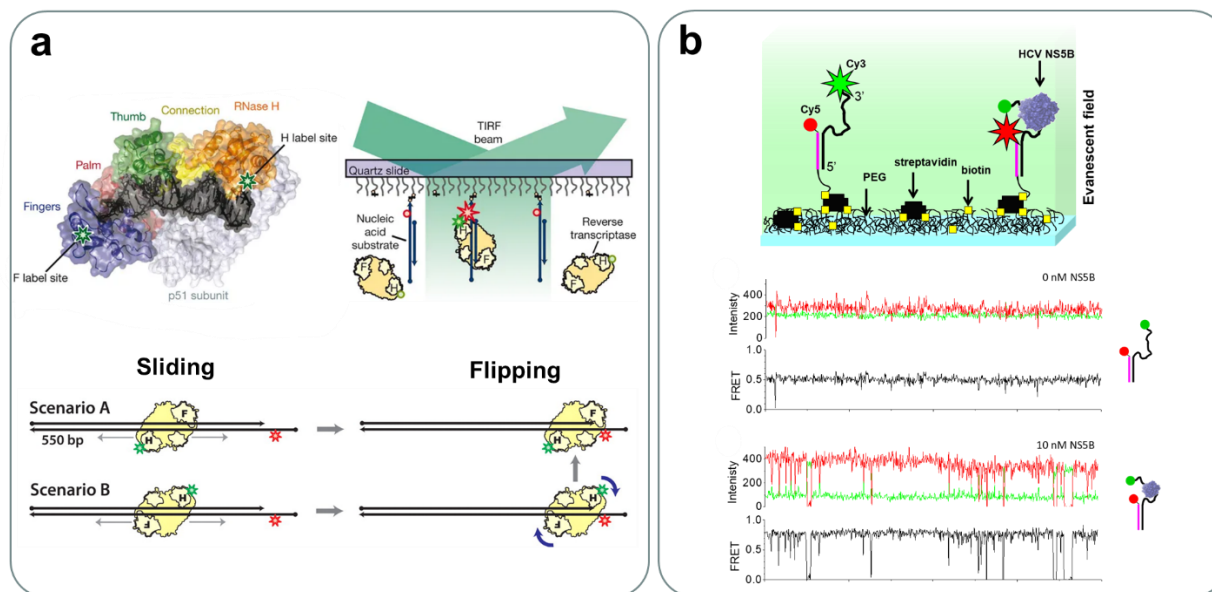 a
Thumb
Connection
RNase H
H label site
Palm
Fingers
F label site
p51 subunit
TIRF
beam
Quartz slide
Nucleic
acid
substrate
Reverse
transcriptase
F
H
H
F
F
H
Sliding
Flipping
Scenario A
F
H
550 bp
F
H
Scenario B
H
F
H
F
b
Cy3
3’
HCV NS5B
Cy5
5’
streptavidin
PEG
biotin
Evanescent field
0 nM NS5B
Intenisty
400
200
0
FRET
1.0
0.5
0.0
10 nM NS5B
Intenisty
400
200
0
FRET
1.0
0.5
0.0